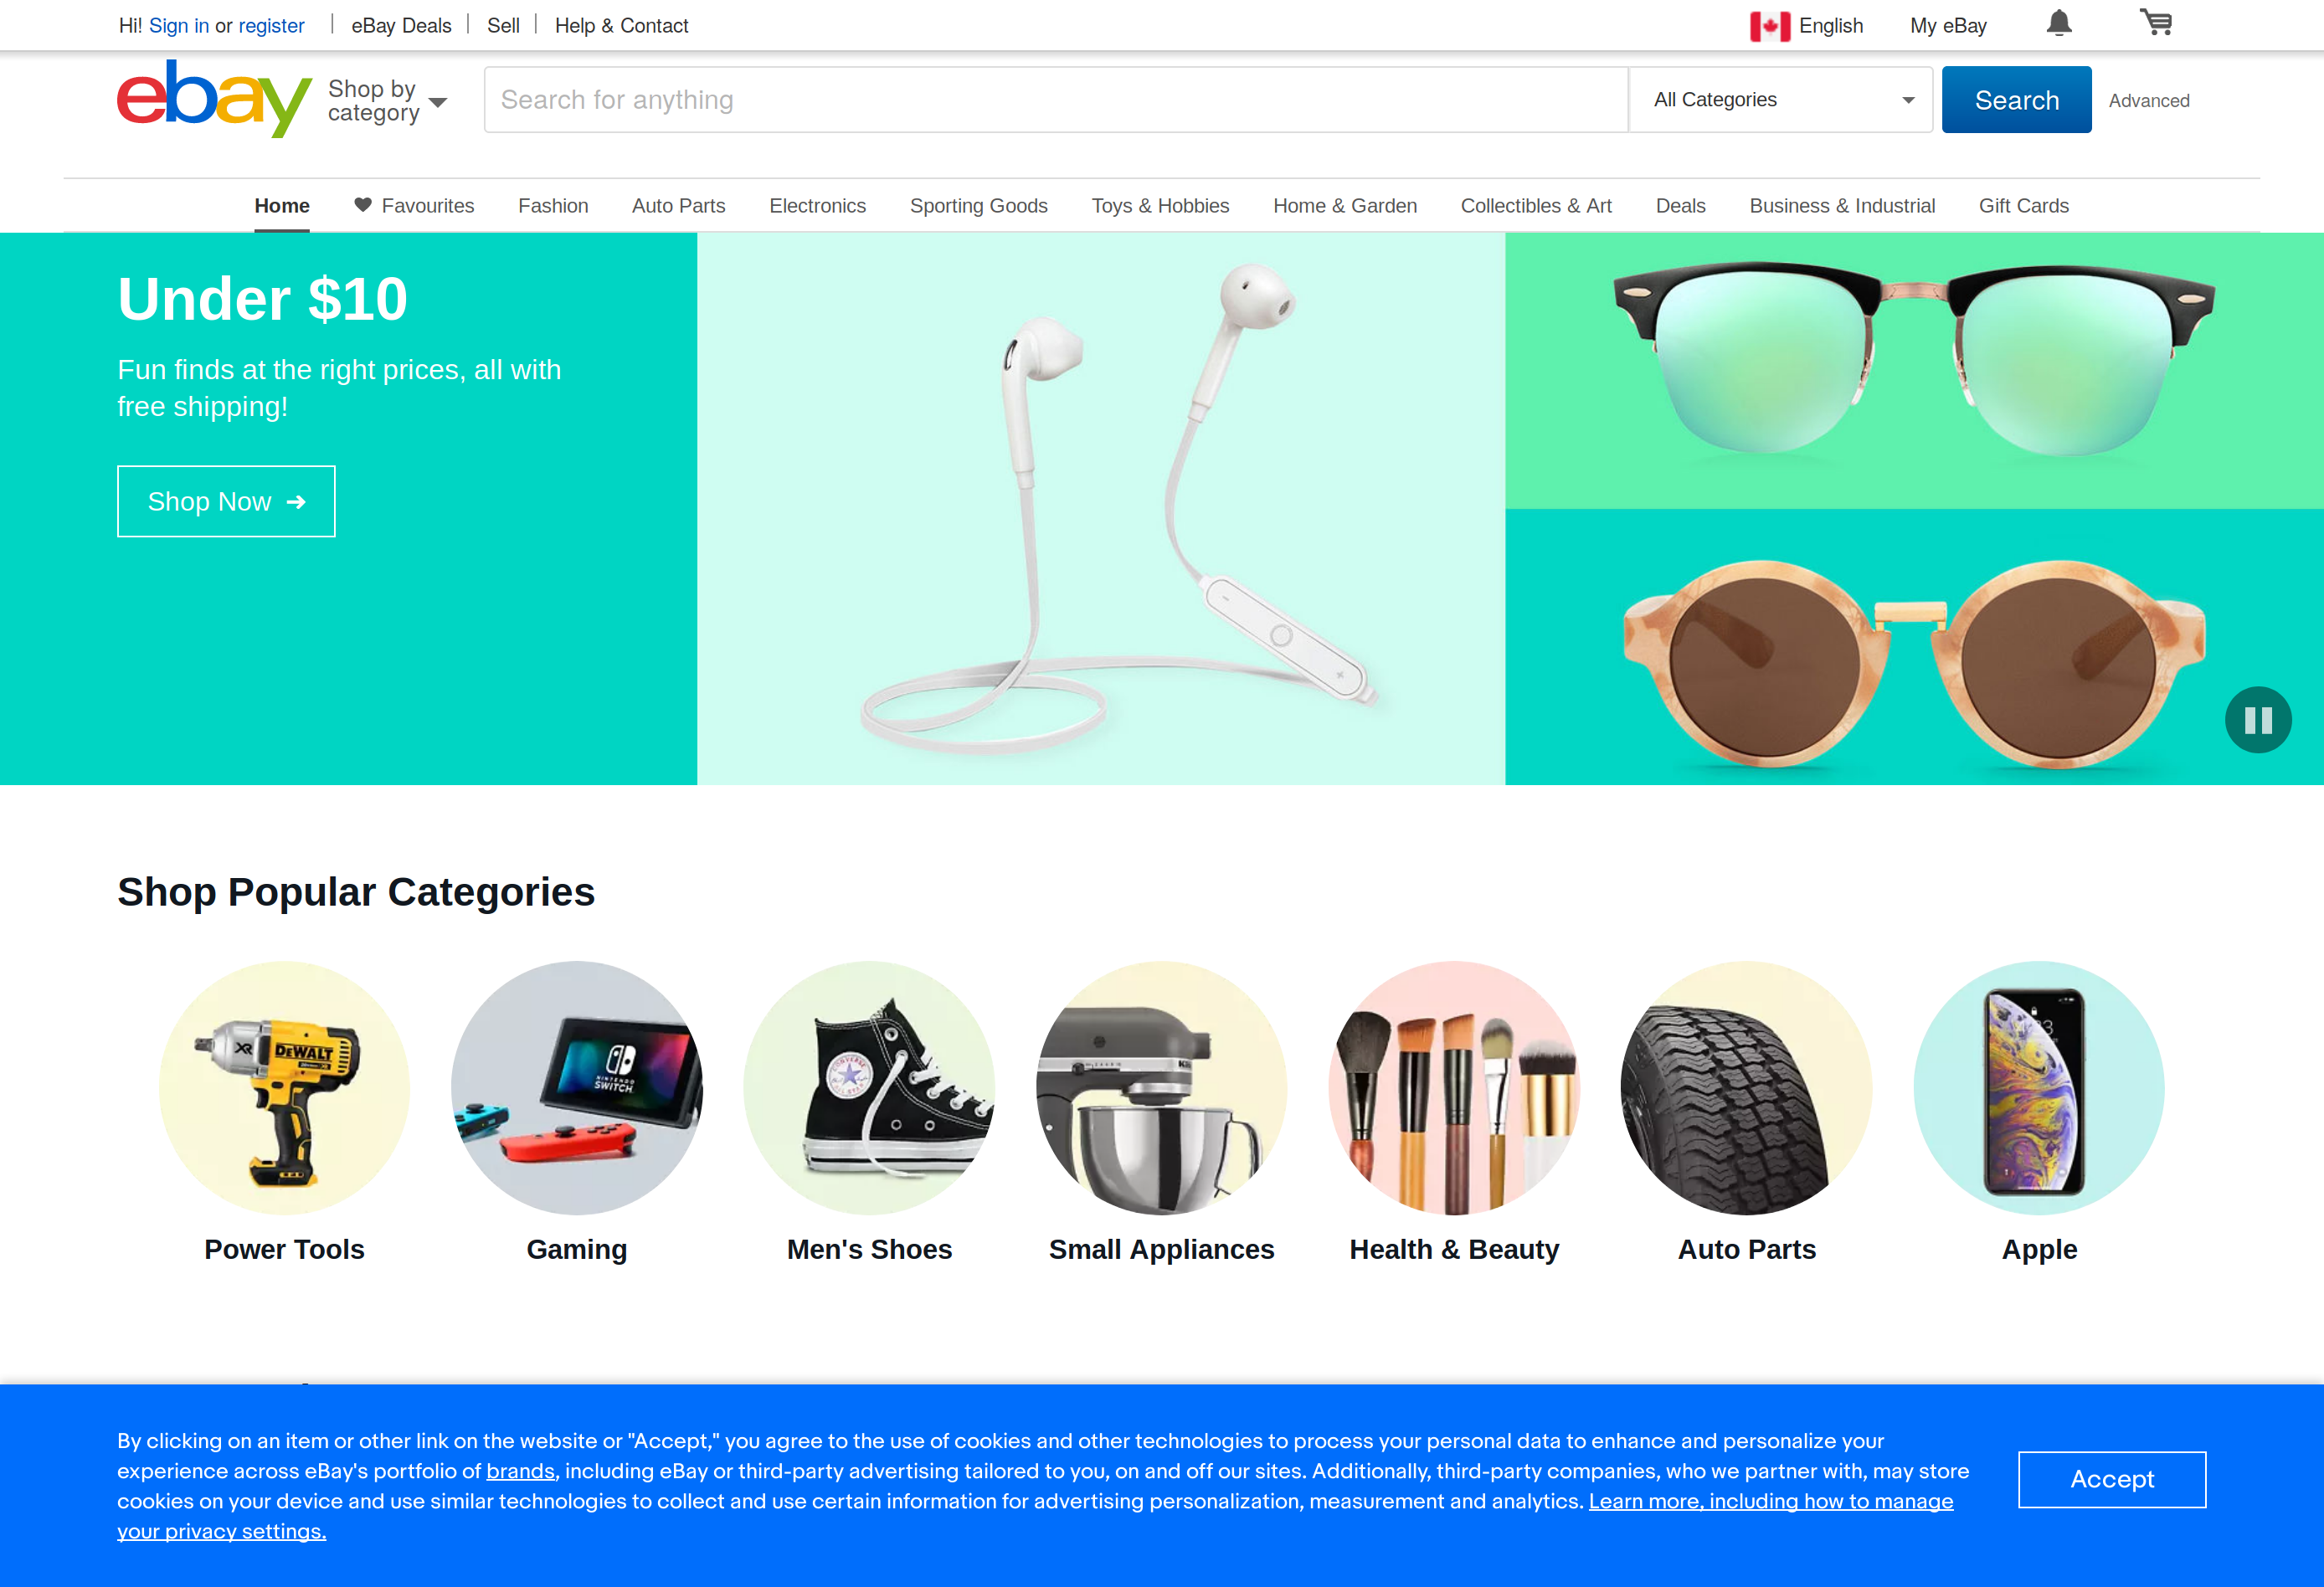 Hi! Sign in or register | eBay Deals | Sell | Help & Contact English My eBay
ebay
Shop by
category
Search for anything
All Categories
Search
Advanced
Home Favourites Fashion Auto Parts Electronics Sporting Goods Toys & Hobbies Home & Garden Collectibles & Art Deals Business & Industrial Gift Cards
Under $10
Fun finds at the right prices, all with
free shipping!
Shop Now
Shop Popular Categories
XR
DEWALT
NINTENDO
SWITCH
CONVERSE
Power Tools Gaming Men's Shoes Small Appliances Health & Beauty Auto Parts Apple
By clicking on an item or other link on the website or "Accept," you agree to the use of cookies and other technologies to process your personal data to enhance and personalize your
experience across eBay's portfolio of brands, including eBay or third-party advertising tailored to you, on and off our sites. Additionally, third-party companies, who we partner with, may store
cookies on your device and use similar technologies to collect and use certain information for advertising personalization, measurement and analytics. Learn more, including how to manage
your privacy settings.
Accept